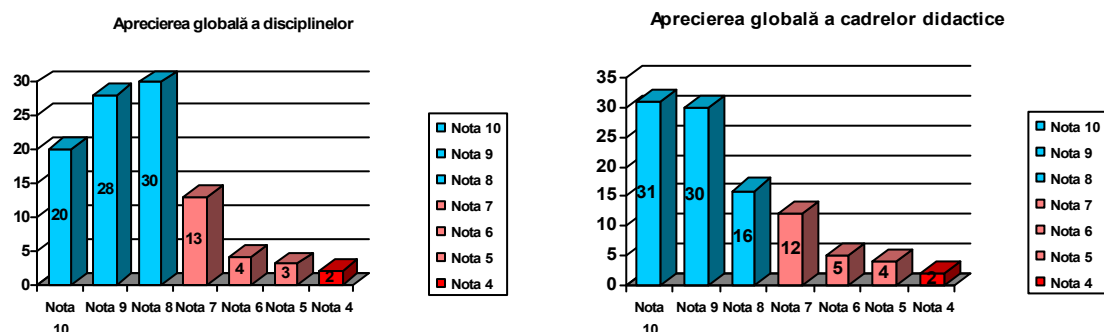 Aprecierea globală a disciplinelor
30
25
20
15
10
5
0
20
28
30
13
4
3
2
Nota 10
Nota 9
Nota 8
Nota 7
Nota 6
Nota 5
Nota 4
Nota 10
Nota 9
Nota 8
Nota 7
Nota 6
Nota 5
Nota 4
Aprecierea globală a cadrelor didactice
35
30
25
20
15
10
5
0
31
30
16
12
5
4
2
Nota 10
Nota 9
Nota 8
Nota 7
Nota 6
Nota 5
Nota 4
Nota 10
Nota 9
Nota 8
Nota 7
Nota 6
Nota 5
Nota 4